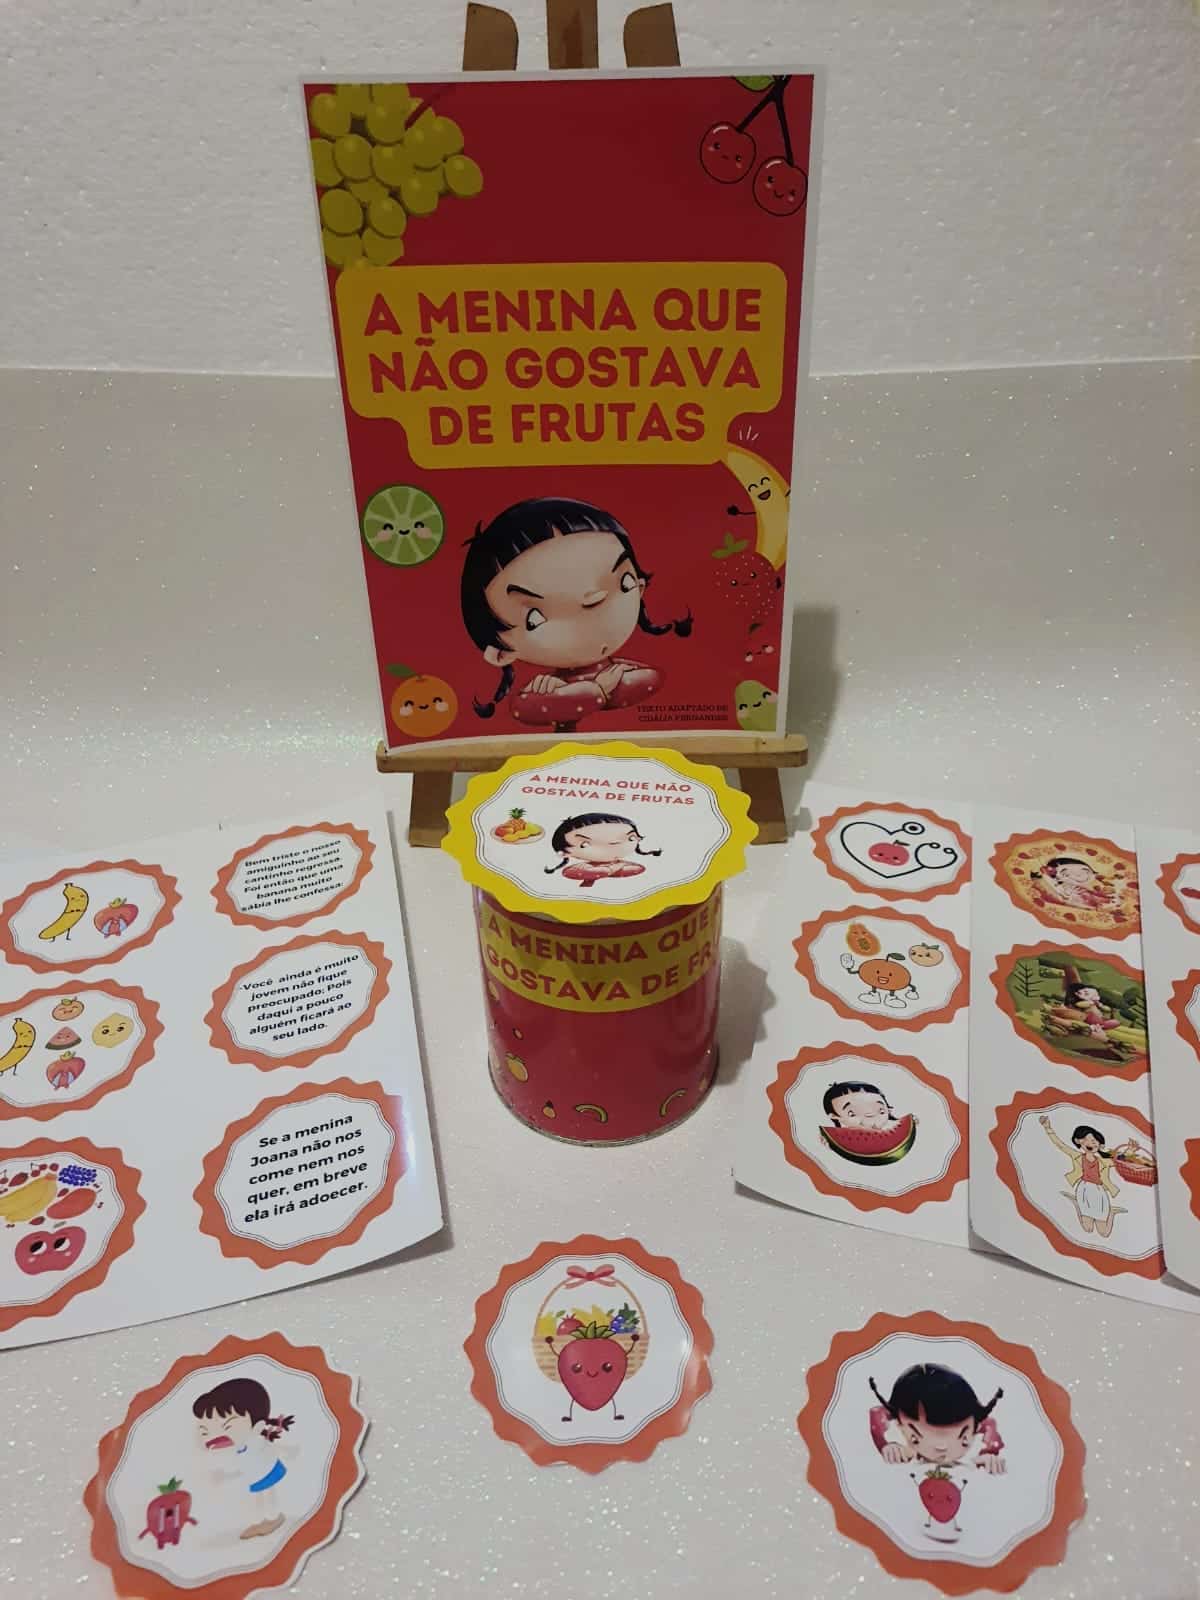 A MENINA QUE
NÃO GOSTAVA
DE FRUTAS
TEXTO ADAPTADO DE
CIDÁLIA FERNANDES
A MENINA QUE NÃO
GOSTAVA DE FRUTAS
A MENINA QUE
GOSTAVA DE FRU
Bem triste o nosso
amiguinho ao seu
cantinho regressa.
Foi então que uma
banana muito
sábia lhe confessa:
-Você ainda é muito
jovem não fique
preocupado; Pois
daqui a pouco
alguém ficará ao
seu lado.
Se a menina
Joana não nos
come nem nos
quer, em breve
ela irá adoecer.